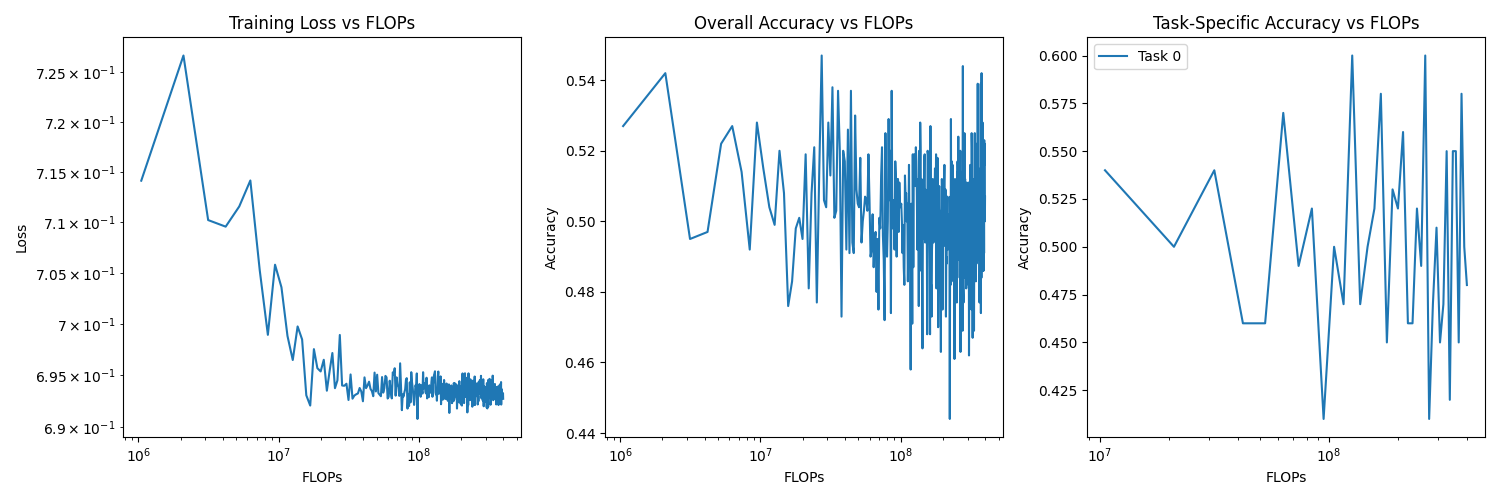 Training Loss vs FLOPs
7.25 × 10⁻¹
7.2 × 10⁻¹
7.15 × 10⁻¹
7.1 × 10⁻¹
7.05 × 10⁻¹
7 × 10⁻¹
6.95 × 10⁻¹
6.9 × 10⁻¹
Loss
10⁶ 10⁷ 10⁸
FLOPs
Overall Accuracy vs FLOPs
0.54
0.52
0.50
0.48
0.46
0.44
Accuracy
10⁶ 10⁷ 10⁸
FLOPs
Task-Specific Accuracy vs FLOPs
Task 0
0.600
0.575
0.550
0.525
0.500
0.475
0.450
0.425
Accuracy
10⁷ 10⁸
FLOPs